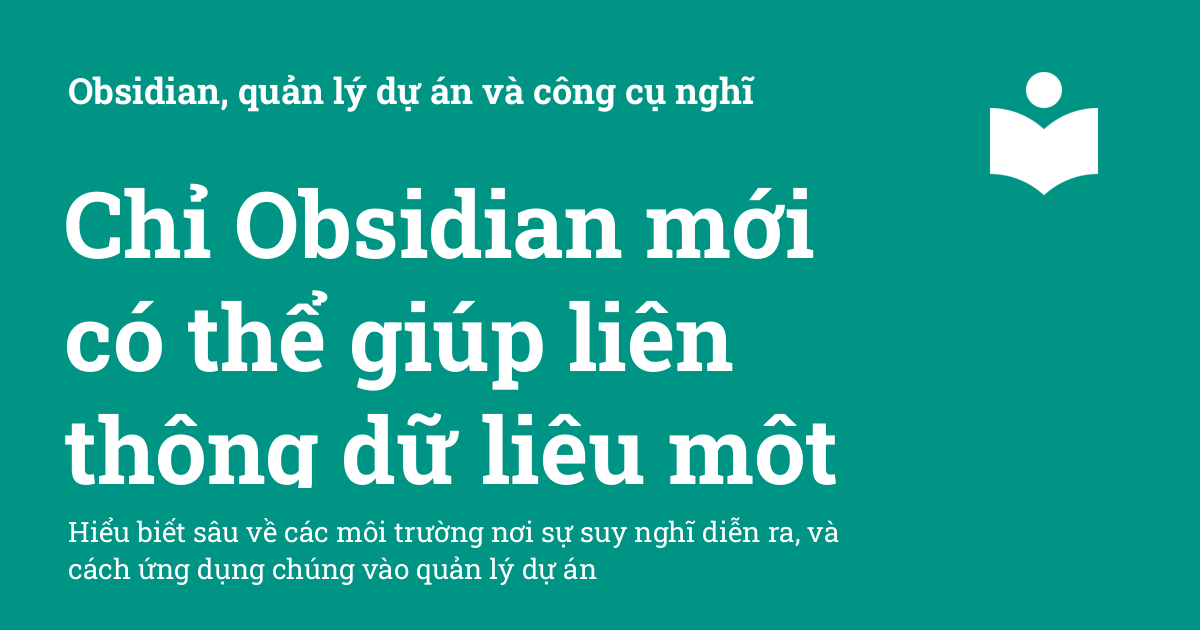 Obsidian, quản lý dự án và công cụ nghĩ
Chỉ Obsidian mới
có thể giúp liên
thông dữ liệu một
Hiểu biết sâu về các môi trường nơi sự suy nghĩ diễn ra, và
cách ứng dụng chúng vào quản lý dự án